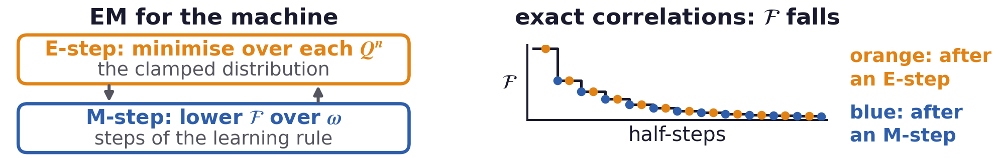 EM for the machine
E-step: minimise over each 𝒬ⁿ
the clamped distribution
M-step: lower ℱ over ω
steps of the learning rule
exact correlations: ℱ falls
ℱ
half-steps
orange: after
an E-step
blue: after
an M-step